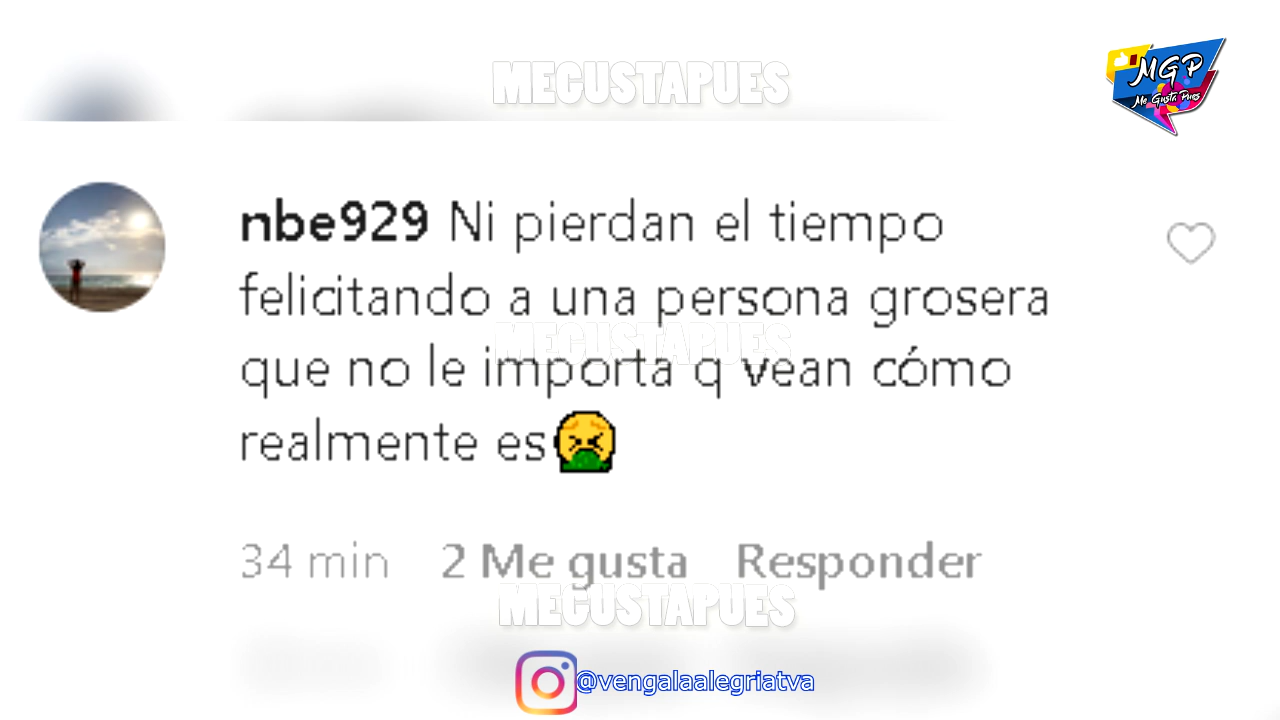 MEGUSTAPUES
MGP
Me Gusta Pues
nbe929 Ni pierdan el tiempo
felicitando a una persona grosera
MEGUSTAPUES
que no le importa q vean cómo
realmente es🤮
34 min 2 Me gusta Responder
MEGUSTAPUES
@vengalaalegriatva